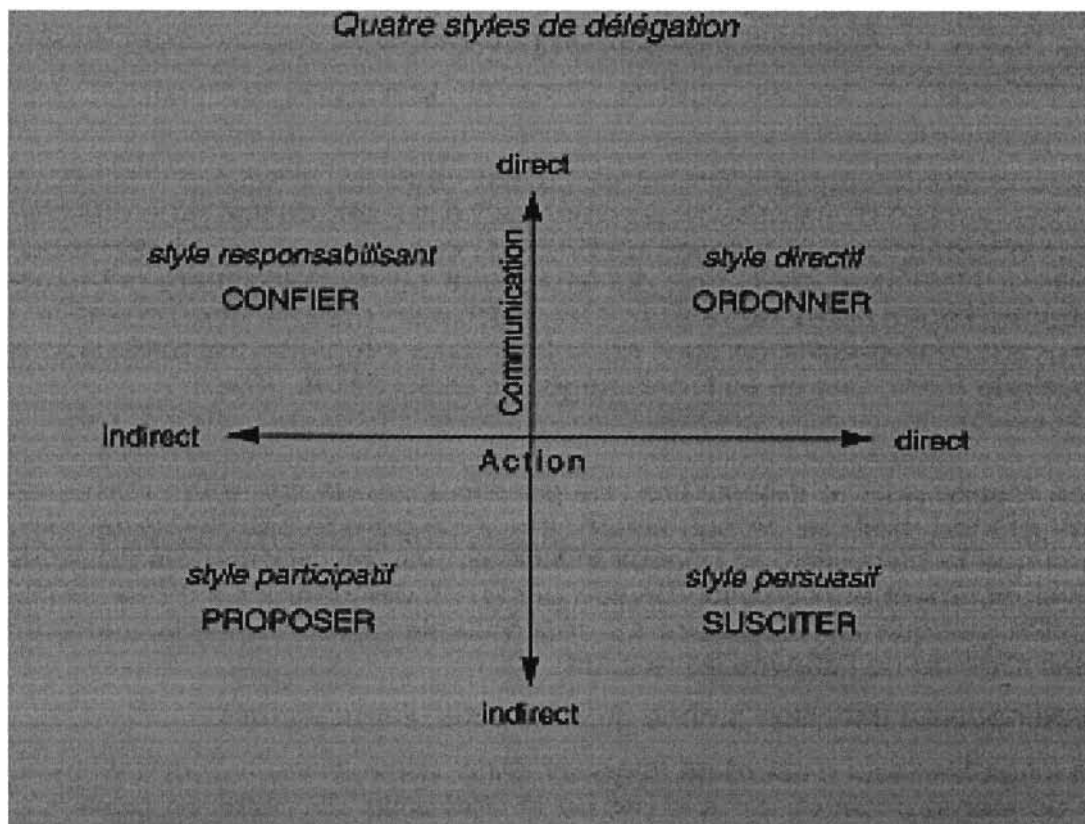 Quatre styles de délégation
direct
style responsabilisant
CONFIER
style directif
ORDONNER
Communication
indirect
direct
Action
style participatif
PROPOSER
style persuasif
SUSCITER
indirect